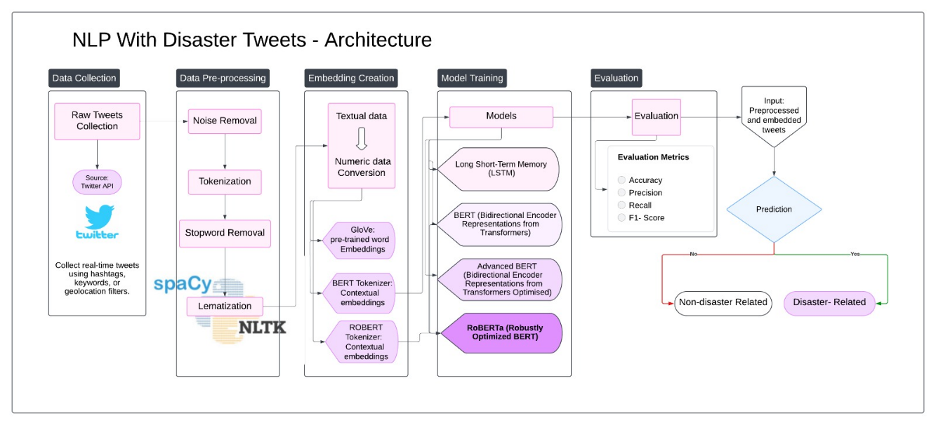 NLP With Disaster Tweets - Architecture
Data Collection
Raw Tweets
Collection
Source:
Twitter API
twitter
Collect real-time tweets
using hashtags,
keywords, or
geolocation filters.
Data Pre-processing
Noise Removal
Tokenization
Stopword Removal
spaCy
Lematization
NLTK
Embedding Creation
Textual data
Numeric data
Conversion
GloVe:
pre-trained word
Embeddings
BERT Tokenizer:
Contextual
embeddings
ROBERT
Tokenizer:
Contextual
embeddings
Model Training
Models
Long Short-Term Memory
(LSTM)
BERT (Bidirectional Encoder
Representations from
Transformers)
Advanced BERT
(Bidirectional Encoder
Representations from
Transformers Optimised)
RoBERTa (Robustly
Optimized BERT)
Evaluation
Evaluation
Evaluation Metrics
Accuracy
Precision
Recall
F1- Score
Input:
Preprocessed
and embedded
tweets
Prediction
No
Yes
Non-disaster Related
Disaster- Related